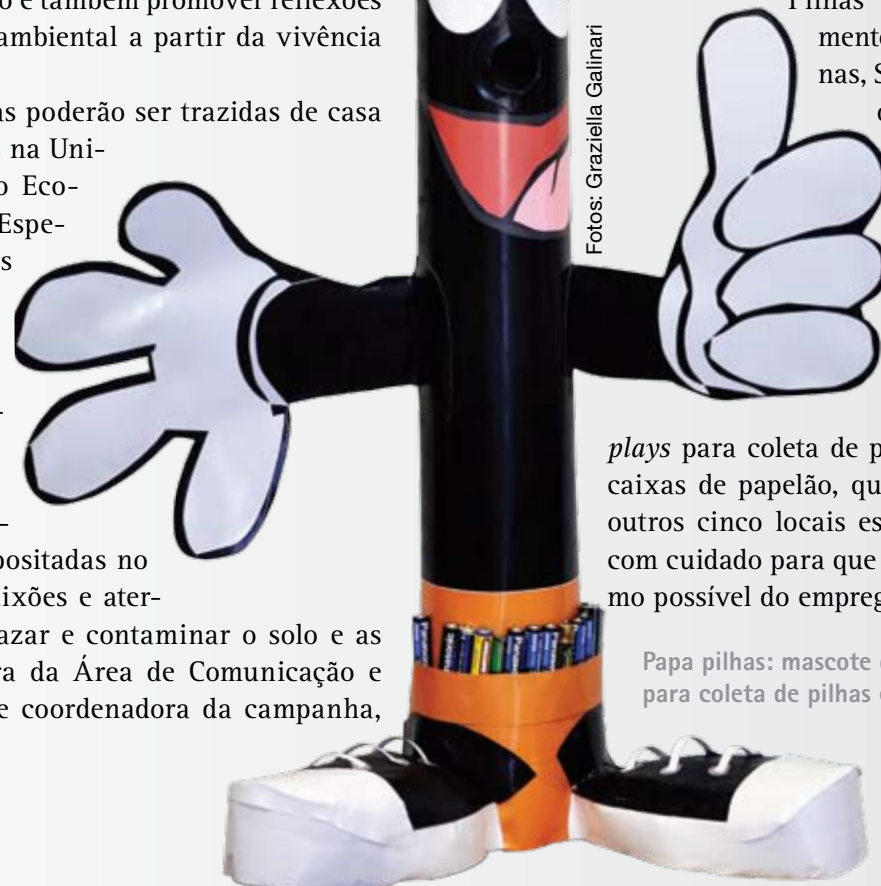 também promover reflexões
ambiental a partir da vivência
poderão ser trazidas de casa
na Uni-
Eco-
Espe-
positadas no
ixões e ater-
azar e contaminar o solo e as
da Área de Comunicação e
e coordenadora da campanha,
Fotos: Graziella Galinari
Pilhas
mento
nas, S
plays para coleta de p
caixas de papelão, qu
outros cinco locais es
com cuidado para que
mo possível do empreg
Papa pilhas: mascote
para coleta de pilhas